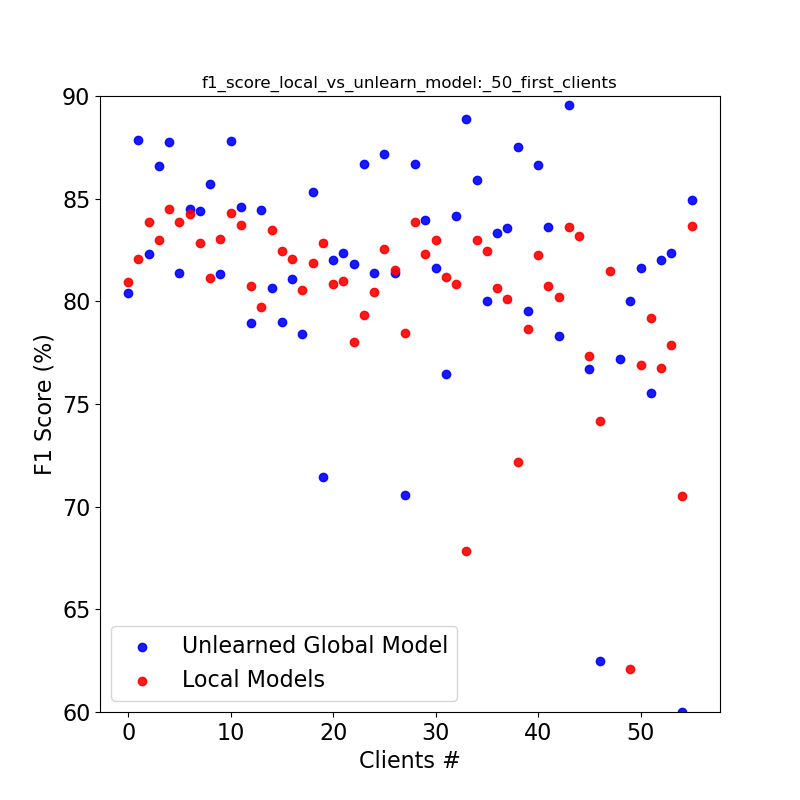 f1_score_local_vs_unlearn_model:_50_first_clients
90
85
80
75
70
65
60
F1 Score (%)
Unlearned Global Model
Local Models
0 10 20 30 40 50
Clients #